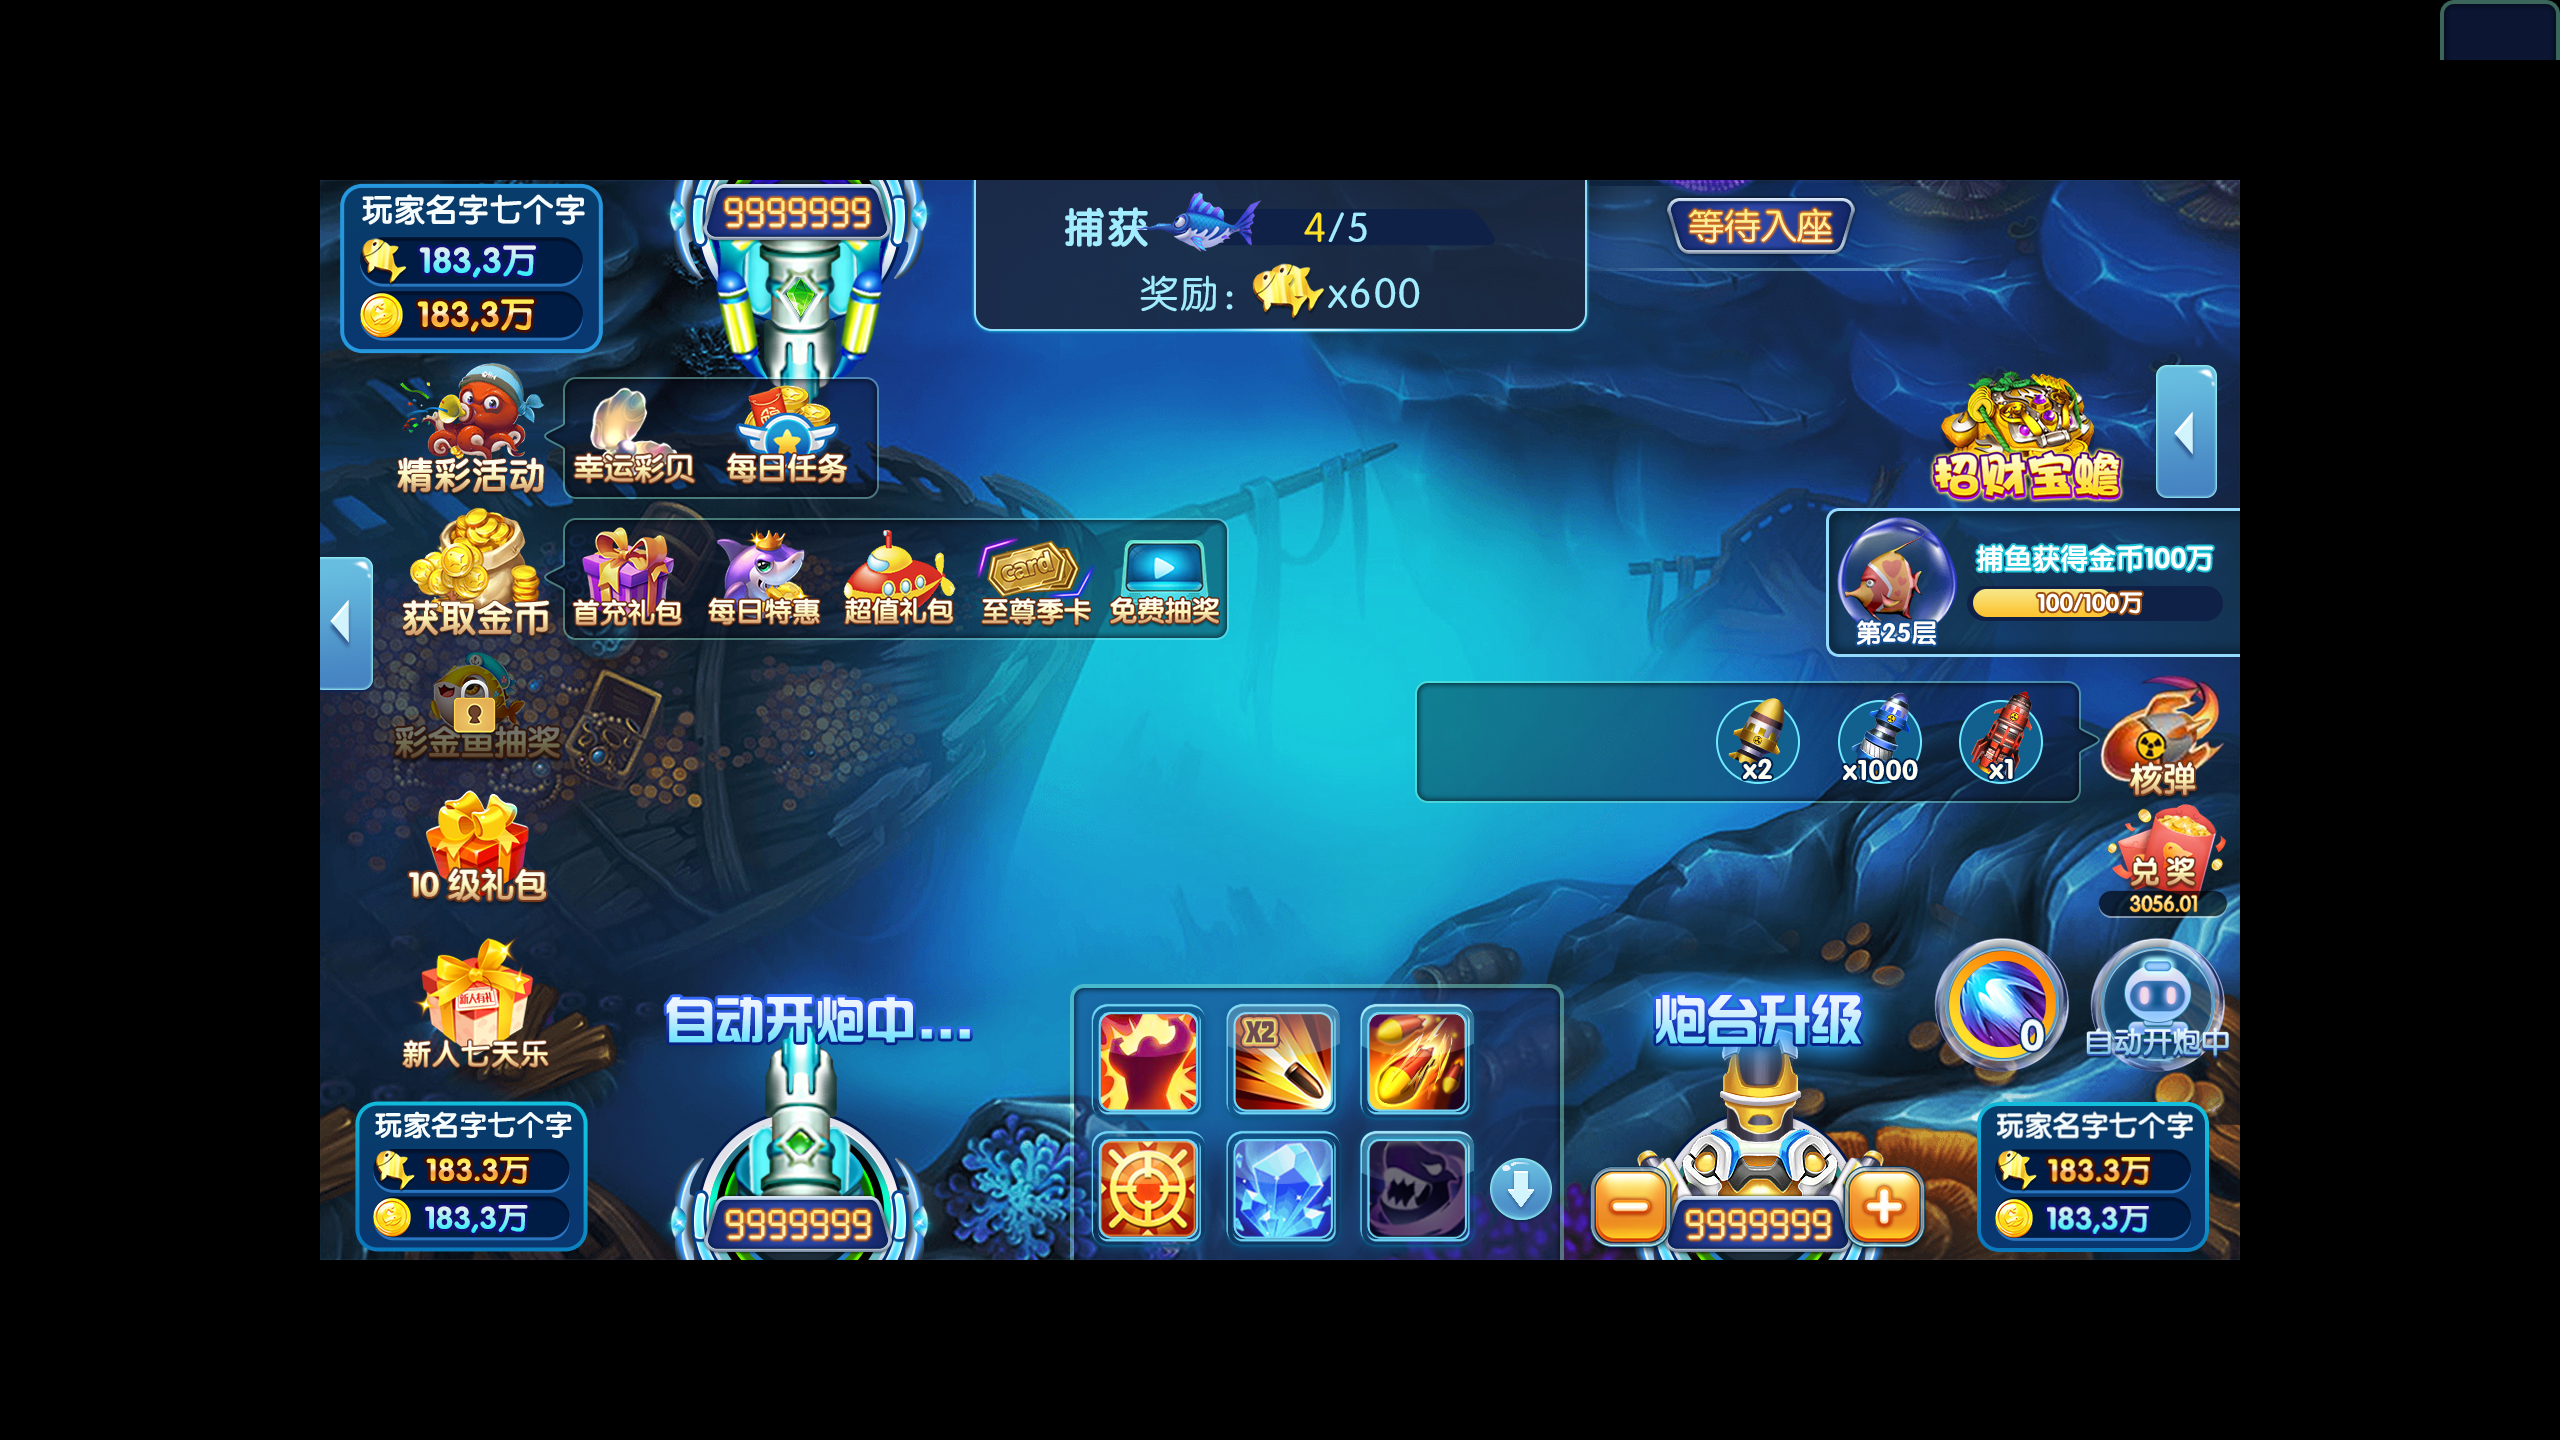 玩家名字七个字
183,3万
183,3万
9999999
捕获 4/5
奖励：x600
等待入座
精彩活动
幸运彩贝
每日任务
招财宝蟾
获取金币
首充礼包
每日特惠
超值礼包
card
至尊季卡
免费抽奖
捕鱼获得金币100万
100/100万
第25层
彩金鱼抽奖
x2
x1000
x1
核弹
10 级礼包
兑奖
3056.01
新人有礼
新人七天乐
自动开炮中...
X2
炮台升级
0
自动开炮中
玩家名字七个字
183.3万
183,3万
9999999
9999999
玩家名字七个字
183.3万
183,3万